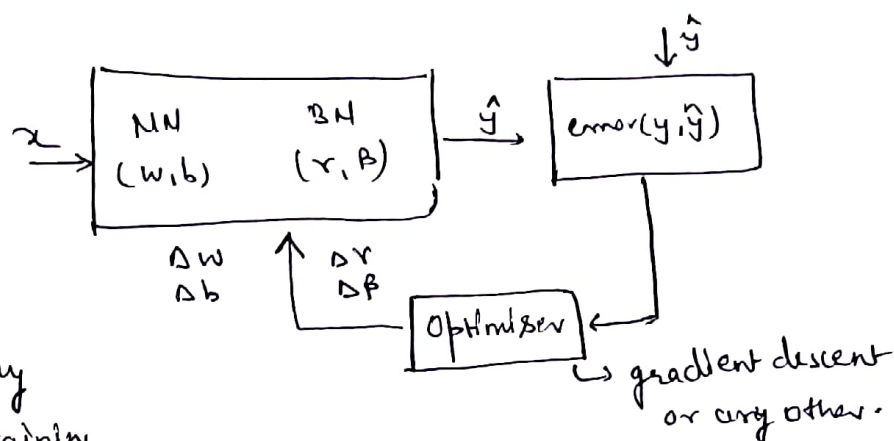 ŷ
x
NN BN
(w,b) (γ, β)
ŷ
error(y,ŷ)
Δw Δγ
Δb Δβ
Optimiser
gradient descent
or any other.